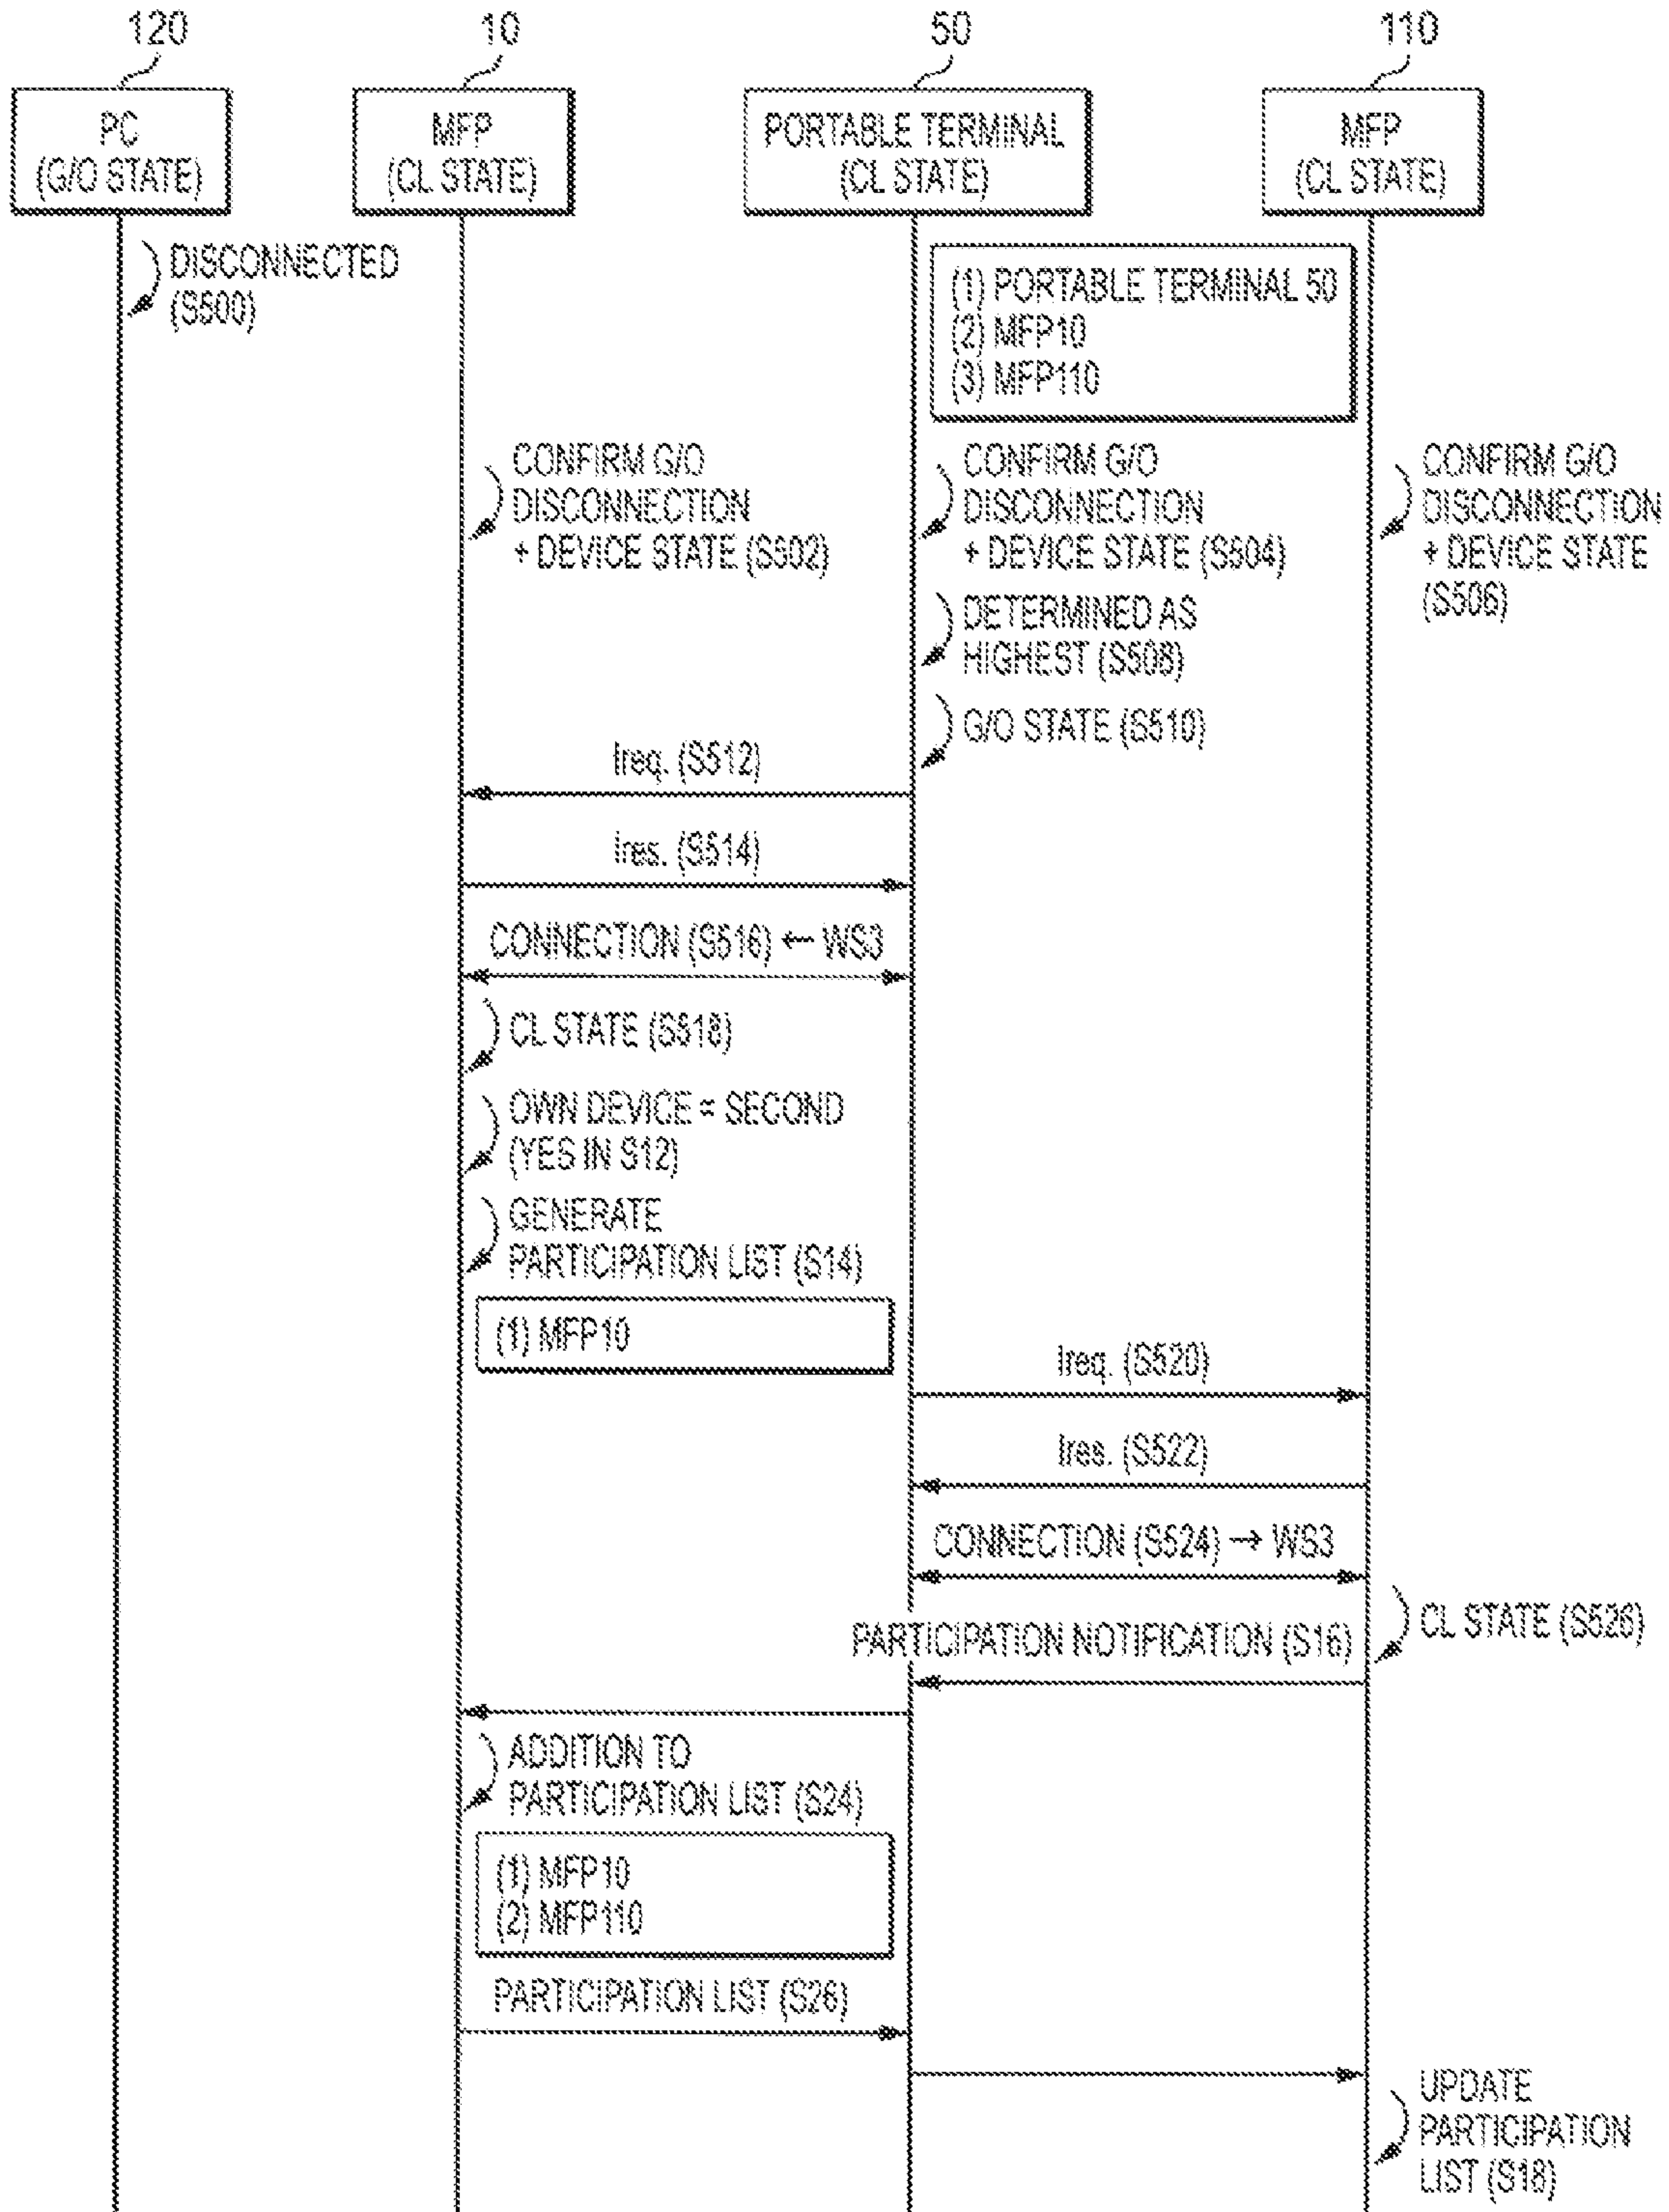 120
10
50
110
PC
(G/O STATE)
MFP
(CL STATE)
PORTABLE TERMINAL
(CL STATE)
MFP
(CL STATE)
DISCONNECTED
(S500)
(1) PORTABLE TERMINAL 50
(2) MFP10
(3) MFP110
CONFIRM G/O
DISCONNECTION
+ DEVICE STATE (S502)
CONFIRM G/O
DISCONNECTION
+ DEVICE STATE (S504)
CONFIRM G/O
DISCONNECTION
+ DEVICE STATE
(S506)
DETERMINED AS
HIGHEST (S508)
G/O STATE (S510)
Ireq. (S512)
Ires. (S514)
CONNECTION (S516) ← WS3
CL STATE (S518)
OWN DEVICE = SECOND
(YES IN S12)
GENERATE
PARTICIPATION LIST (S14)
(1) MFP10
Ireq. (S520)
Ires. (S522)
CONNECTION (S524) → WS3
CL STATE (S526)
PARTICIPATION NOTIFICATION (S16)
ADDITION TO
PARTICIPATION LIST (S24)
(1) MFP10
(2) MFP110
PARTICIPATION LIST (S26)
UPDATE
PARTICIPATION
LIST (S18)